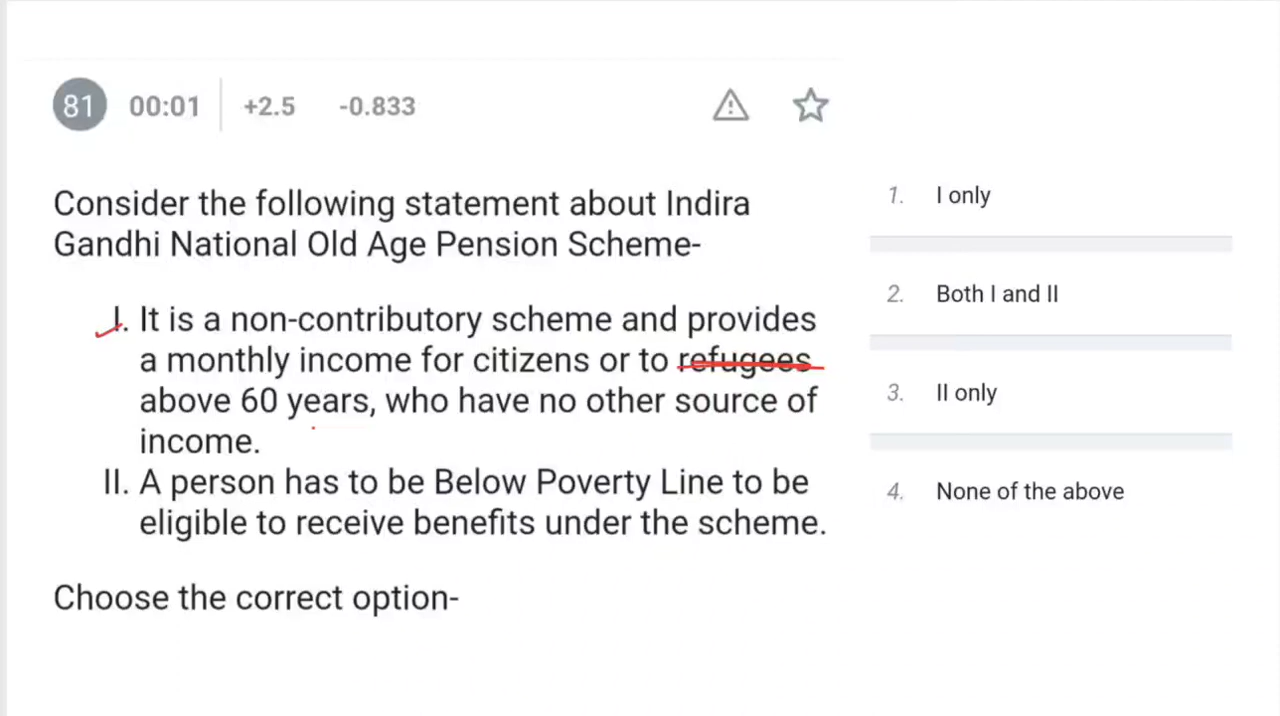 81 00:01 +2.5 -0.833
Consider the following statement about Indira
Gandhi National Old Age Pension Scheme-
I. It is a non-contributory scheme and provides
a monthly income for citizens or to refugees
above 60 years, who have no other source of
income.
II. A person has to be Below Poverty Line to be
eligible to receive benefits under the scheme.
Choose the correct option-
1. I only
2. Both I and II
3. II only
4. None of the above